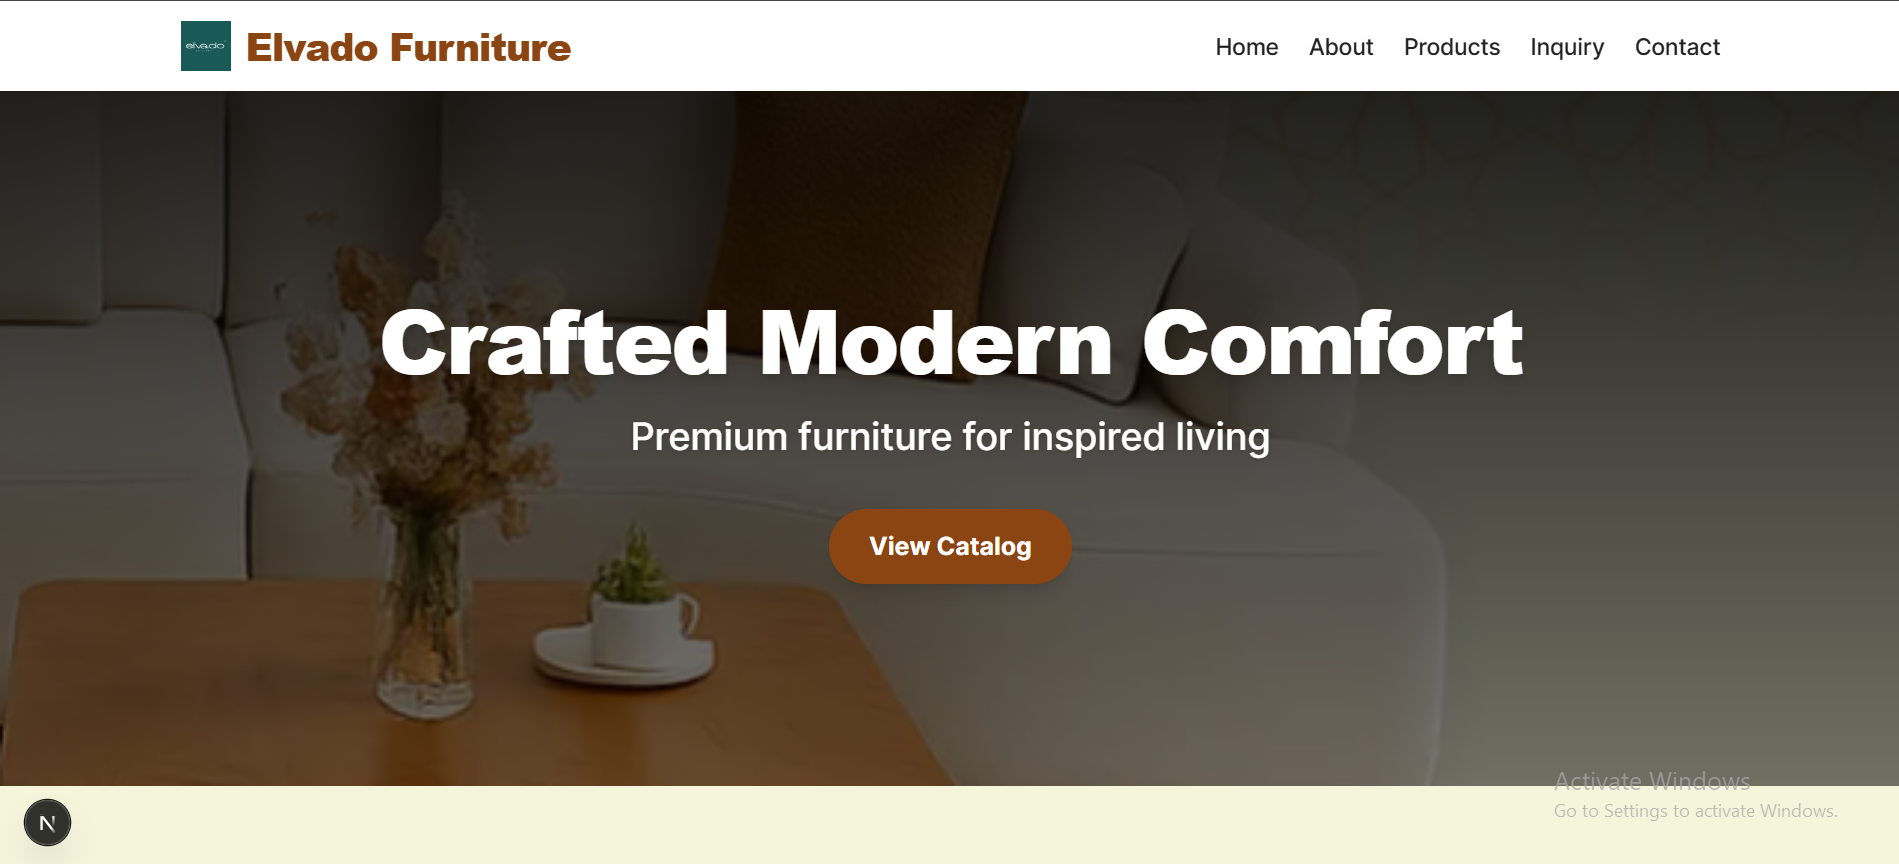 elvado
Elvado Furniture
Home About Products Inquiry Contact
Crafted Modern Comfort
Premium furniture for inspired living
View Catalog
Activate Windows
Go to Settings to activate Windows.
N